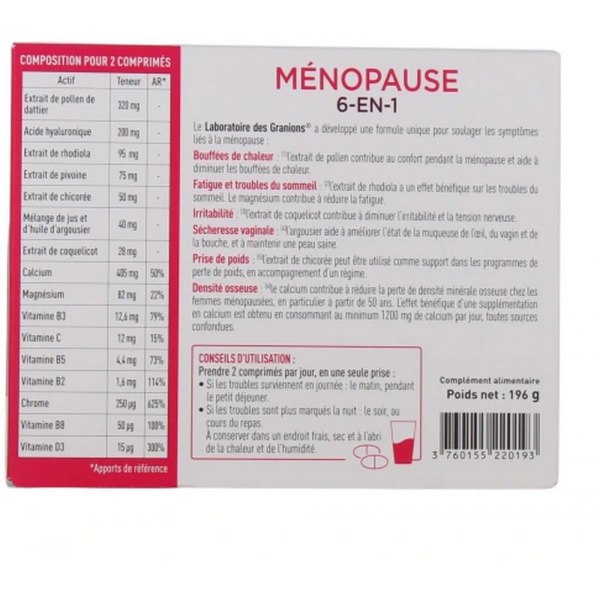 COMPOSITION POUR 2 COMPRIMÉS
Actif Teneur AR*
Extrait de pollen de
dattier 320 mg -
Acide hyaluronique 200 mg -
Extrait de rhodiola 95 mg -
Extrait de pivoine 75 mg -
Extrait de chicorée 50 mg -
Mélange de jus et
d'huile d'argousier 40 mg -
Extrait de coquelicot 28 mg -
Calcium 405 mg 50%
Magnésium 82 mg 22%
Vitamine B3 12,6 mg 79%
Vitamine C 12 mg 15%
Vitamine B5 4,4 mg 73%
Vitamine B2 1,6 mg 114%
Chrome 250 µg 625%
Vitamine B8 50 µg 100%
Vitamine D3 15 µg 300%
*Apports de référence
MÉNOPAUSE
6-EN-1
Le Laboratoire des Granions® a développé une formule unique pour soulager les symptômes
liés à la ménopause :
Bouffées de chaleur : (1)l'extrait de pollen contribue au confort pendant la ménopause et aide à
diminuer les bouffées de chaleur.
Fatigue et troubles du sommeil : (2)l'extrait de rhodiola a un effet bénéfique sur les troubles du
sommeil. Le magnésium contribue à réduire la fatigue.
Irritabilité : (3)l'extrait de coquelicot contribue à diminuer l'irritabilité et la tension nerveuse.
Sécheresse vaginale : (4)l'argousier aide à améliorer l'état de la muqueuse de l'œil, du vagin et de
la bouche, et à maintenir une peau saine.
Prise de poids : (5)l'extrait de chicorée peut être utilisé comme support dans les programmes de
perte de poids, en accompagnement d'un régime.
Densité osseuse : (6)le calcium contribue à réduire la perte de densité minérale osseuse chez les
femmes ménopausées, en particulier à partir de 50 ans. L'effet bénéfique d'une supplémentation
en calcium est obtenu en consommant au minimum 1200 mg de calcium par jour, toutes sources
confondues.
CONSEILS D'UTILISATION :
Prendre 2 comprimés par jour, en une seule prise :
• Si les troubles surviennent en journée : le matin, pendant
le petit déjeuner.
• Si les troubles sont plus marqués la nuit : le soir, au
cours du repas.
À conserver dans un endroit frais, sec et à l'abri
de la chaleur et de l'humidité.
Complément alimentaire
Poids net : 196 g
3 760155 220193